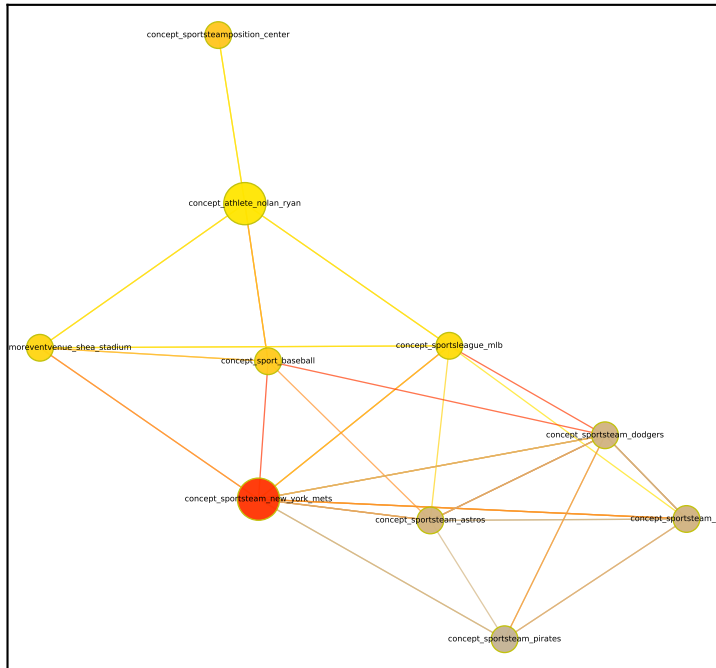 concept_sportsteamposition_center
concept_athlete_nolan_ryan
moreventvenue_shea_stadium
concept_sportsleague_mlb
concept_sport_baseball
concept_sportsteam_dodgers
concept_sportsteam_new_york_mets
concept_sportsteam_astros
concept_sportsteam_
concept_sportsteam_pirates